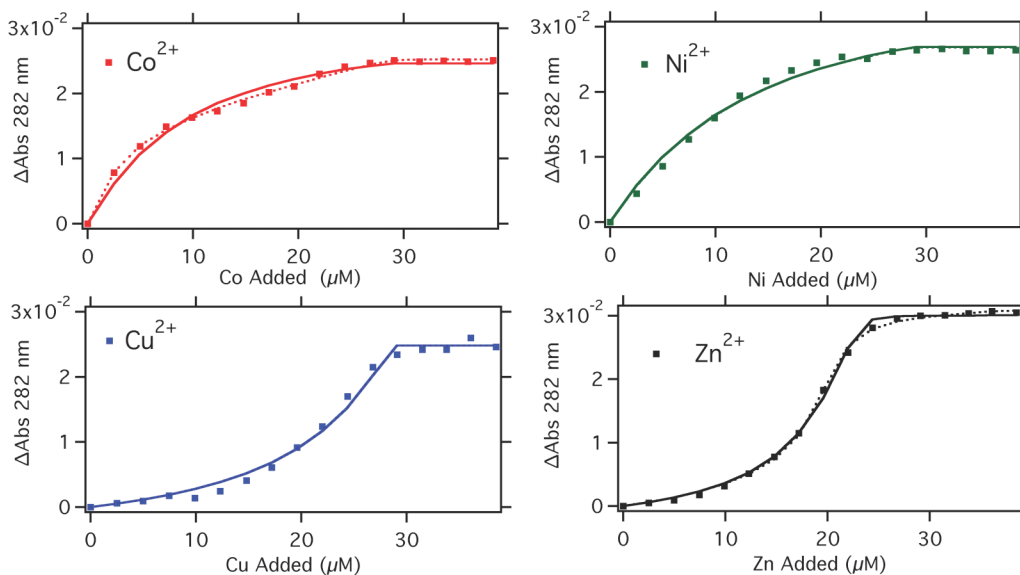 3x10⁻²
Co²⁺
2
1
0
ΔAbs 282 nm
0
10
20
30
Co Added (μM)
3x10⁻²
Ni²⁺
2
1
0
ΔAbs 282 nm
0
10
20
30
Ni Added (μM)
3x10⁻²
Cu²⁺
2
1
0
ΔAbs 282 nm
0
10
20
30
Cu Added (μM)
3x10⁻²
Zn²⁺
2
1
0
ΔAbs 282 nm
0
10
20
30
Zn Added (μM)